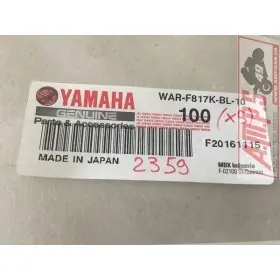 YAMAHA
WAR-F817K-BL-10
GENUINE
100 (x5)
Parts & Accessories
F20161115
MADE IN JAPAN
2359
MBK Industrie